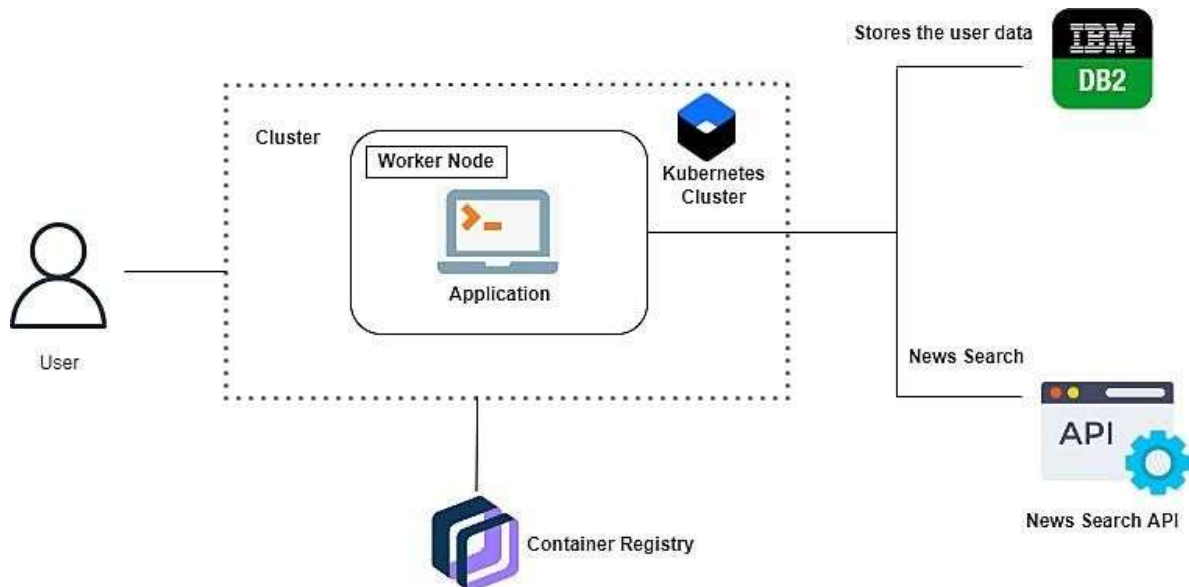 Stores the user data
IBM
DB2
Cluster
Worker Node
Kubernetes
Cluster
Application
User
News Search
API
News Search API
Container Registry